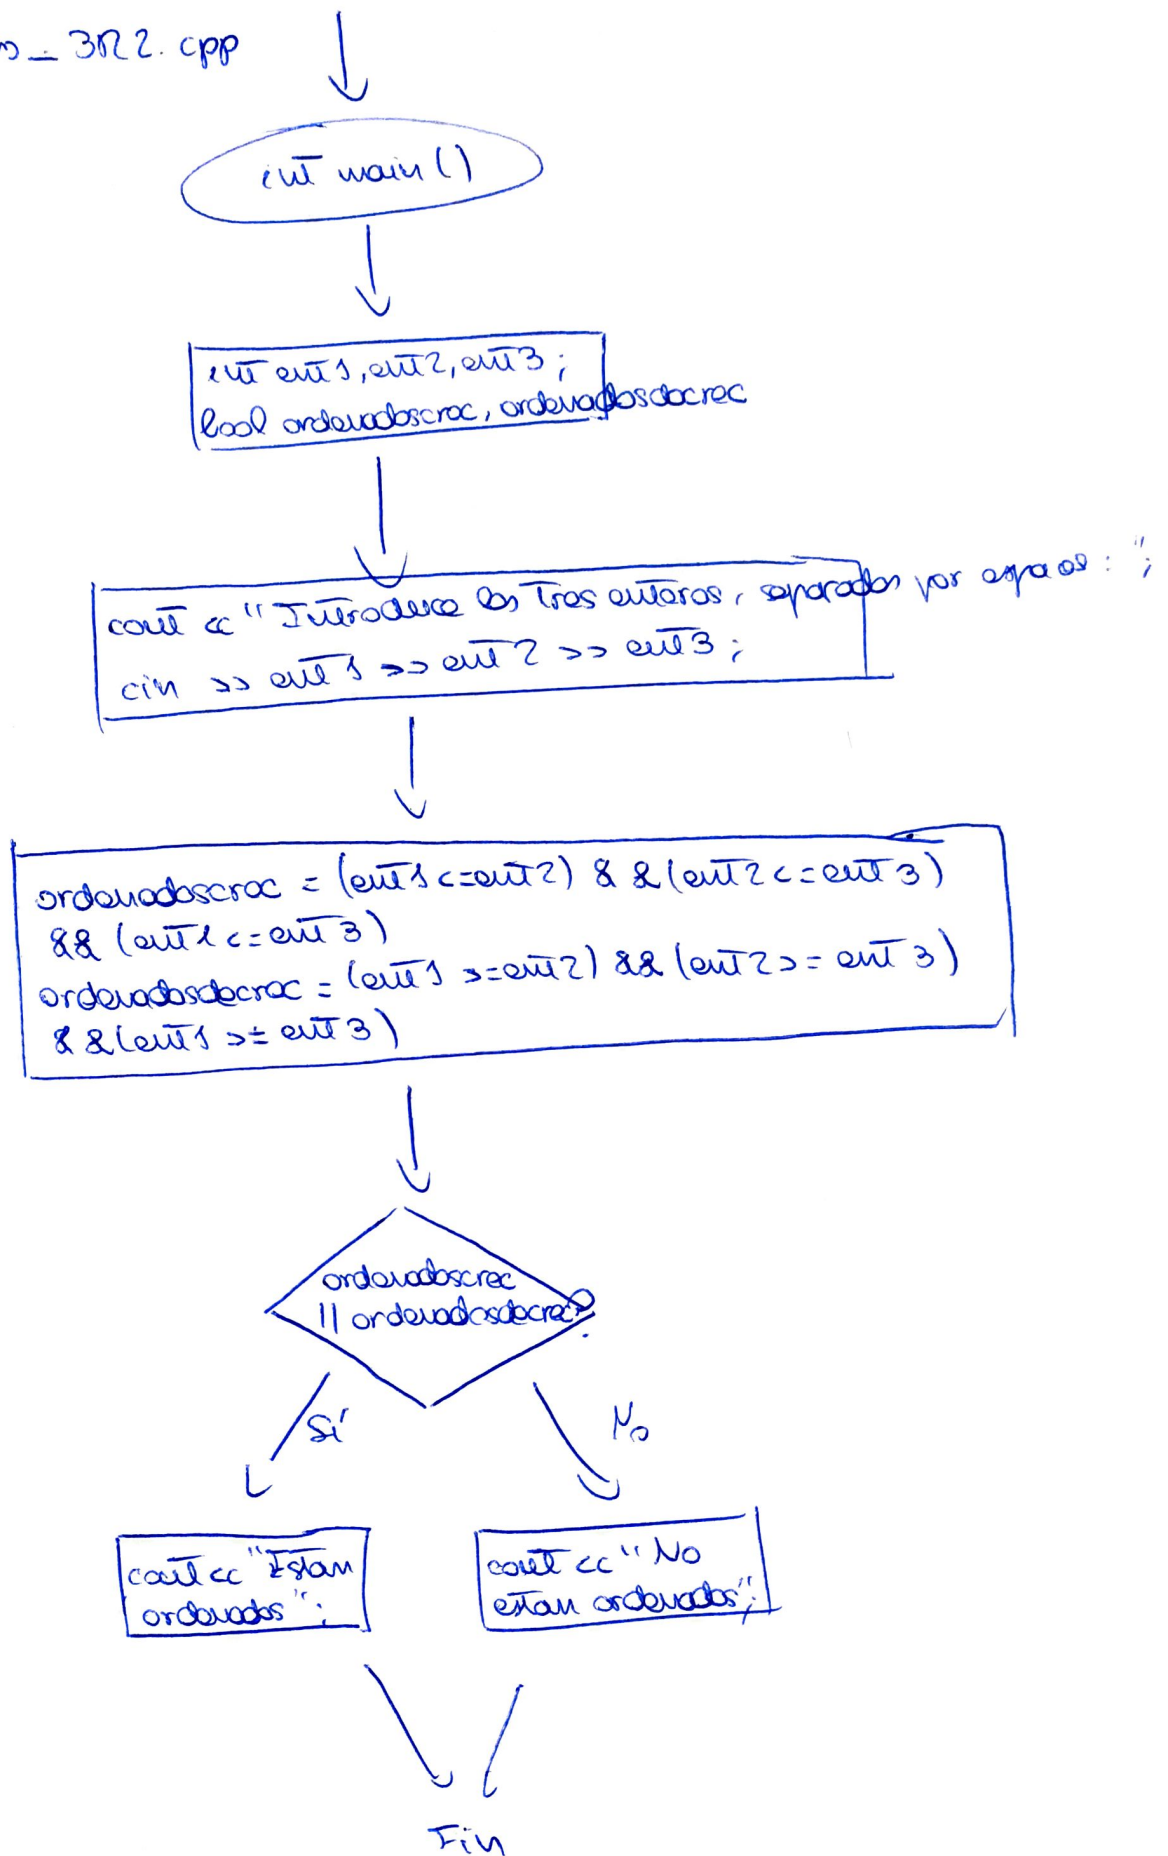 _ 3R2.cpp
int main ()
int ent1, ent2, ent3;
bool ordenadoscrec, ordenadosdecrec
cout << "Introduce los tres enteros, separados por espacios: ";
cin >> ent1 >> ent2 >> ent3;
ordenadoscrec = (ent1 <= ent2) && (ent2 <= ent3)
&& (ent1 <= ent3)
ordenadosdecrec = (ent1 >= ent2) && (ent2 >= ent3)
&& (ent1 >= ent3)
ordenadoscrec
|| ordenadosdecrec?
Sí
No
cout << "Estan
ordenados";
cout << "No
estan ordenados";
Fin